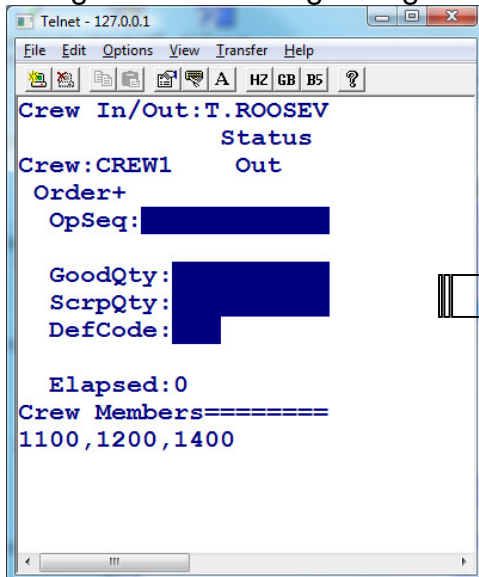 Telnet - 127.0.0.1
File Edit Options View Transfer Help
A HZ GB B5 ?
Crew In/Out:T.ROOSEV
Status
Crew:CREW1 Out
Order+
OpSeq:
GoodQty:
ScrpQty:
DefCode:
Elapsed:0
Crew Members========
1100,1200,1400